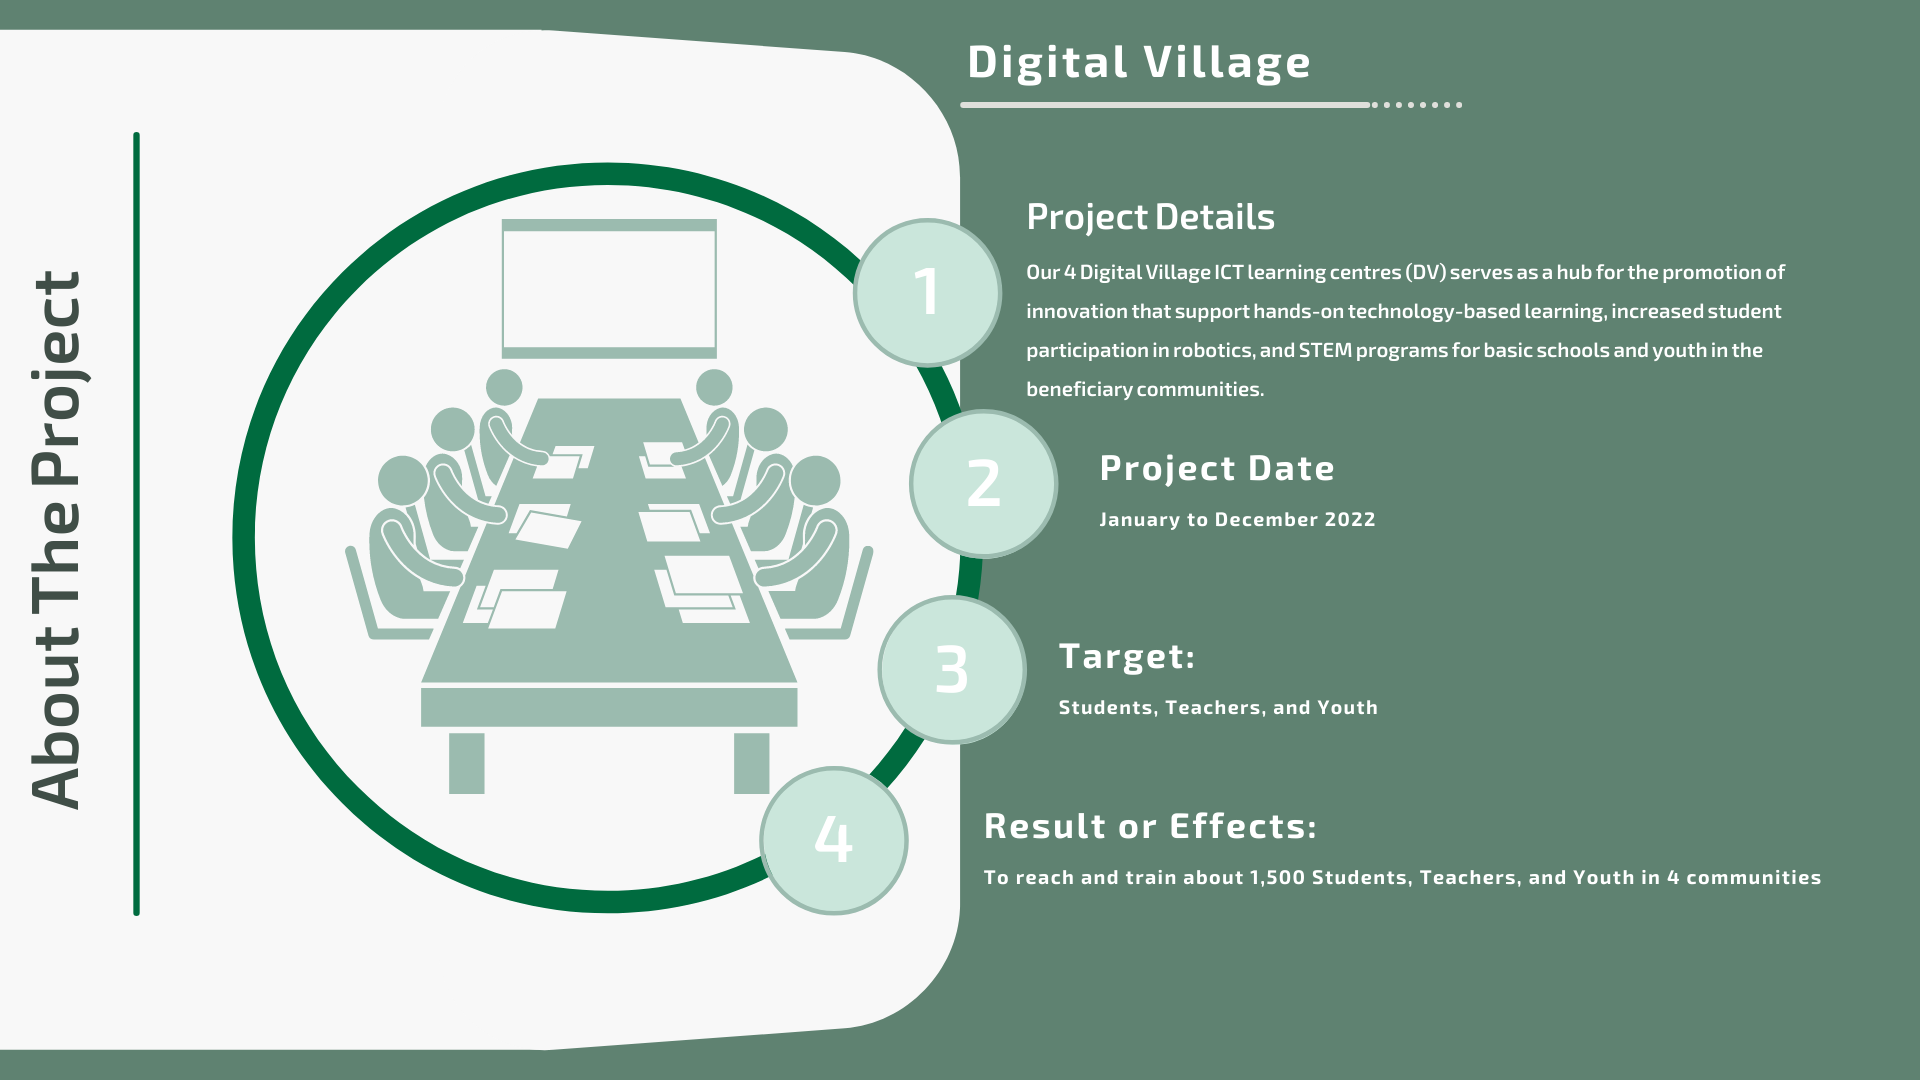 About The Project
Digital Village
1
Project Details
Our 4 Digital Village ICT learning centres (DV) serves as a hub for the promotion of
innovation that support hands-on technology-based learning, increased student
participation in robotics, and STEM programs for basic schools and youth in the
beneficiary communities.
2
Project Date
January to December 2022
3
Target:
Students, Teachers, and Youth
4
Result or Effects:
To reach and train about 1,500 Students, Teachers, and Youth in 4 communities